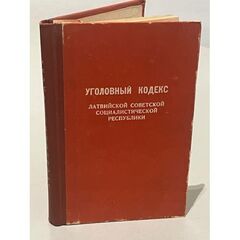 УГОЛОВНЫЙ КОДЕКС
ЛАТВИЙСКОЙ СОВЕТСКОЙ
СОЦИАЛИСТИЧЕСКОЙ
РЕСПУБЛИКИ